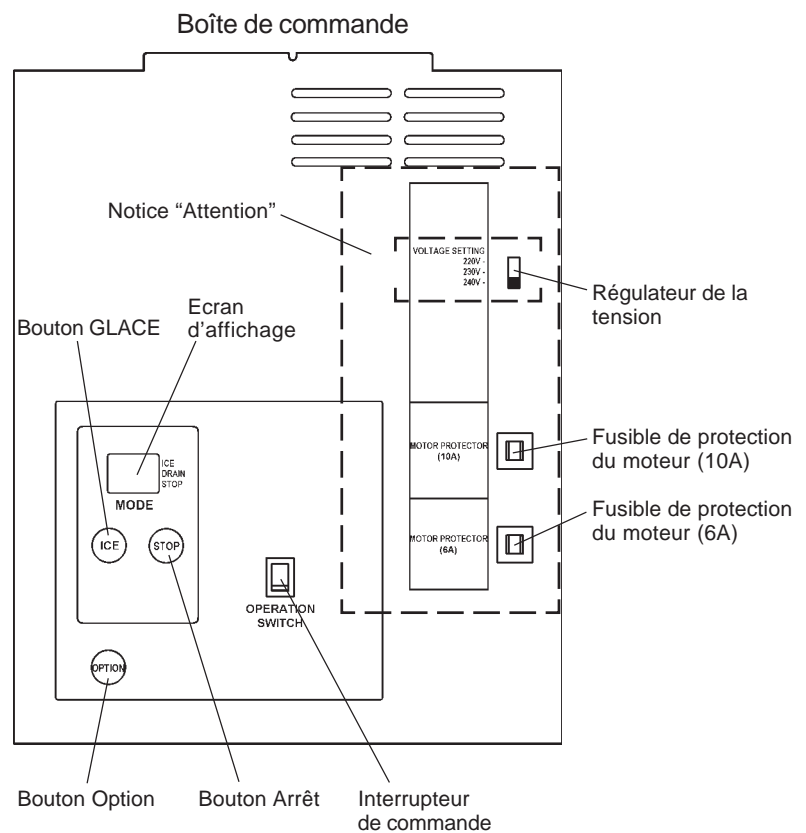 Boîte de commande
Notice “Attention”
VOLTAGE SETTING
220V -
230V -
240V -
Régulateur de la
tension
Ecran
d’affichage
Bouton GLACE
ICE
DRAIN
STOP
MODE
ICE
STOP
MOTOR PROTECTOR
(10A)
Fusible de protection
du moteur (10A)
MOTOR PROTECTOR
(6A)
Fusible de protection
du moteur (6A)
OPERATION
SWITCH
OPTION
Bouton Option
Bouton Arrêt
Interrupteur
de commande